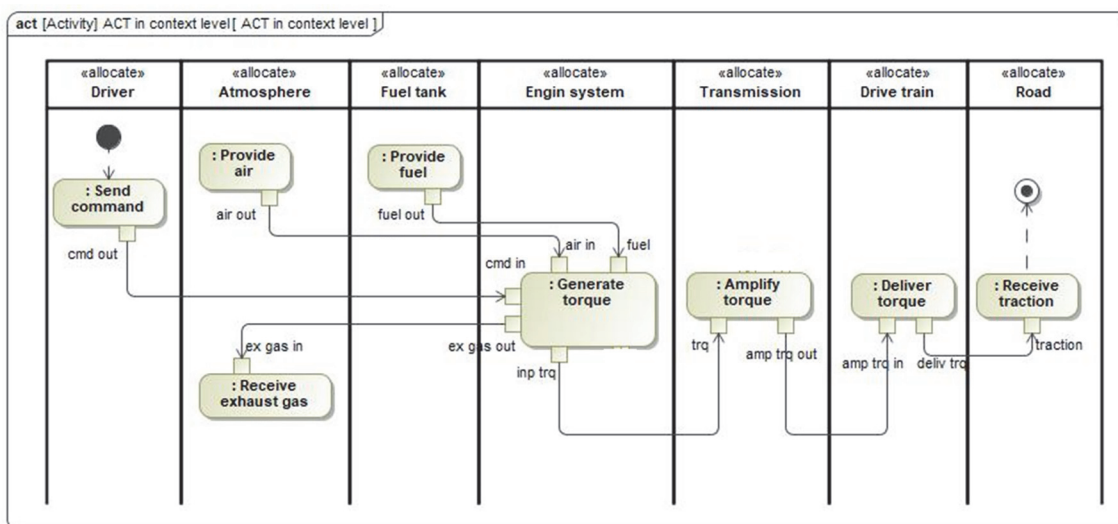 act [Activity] ACT in context level[ ACT in context level ]
«allocate»
Driver
«allocate»
Atmosphere
«allocate»
Fuel tank
«allocate»
Engin system
«allocate»
Transmission
«allocate»
Drive train
«allocate»
Road
: Send
command
cmd out
: Provide
air
air out
: Provide
fuel
fuel out
air in
fuel
cmd in
: Generate
torque
ex gas out
inp trq
ex gas in
: Receive
exhaust gas
: Amplify
torque
trq
amp trq out
: Deliver
torque
amp trq in
deliv trq
: Receive
traction
traction